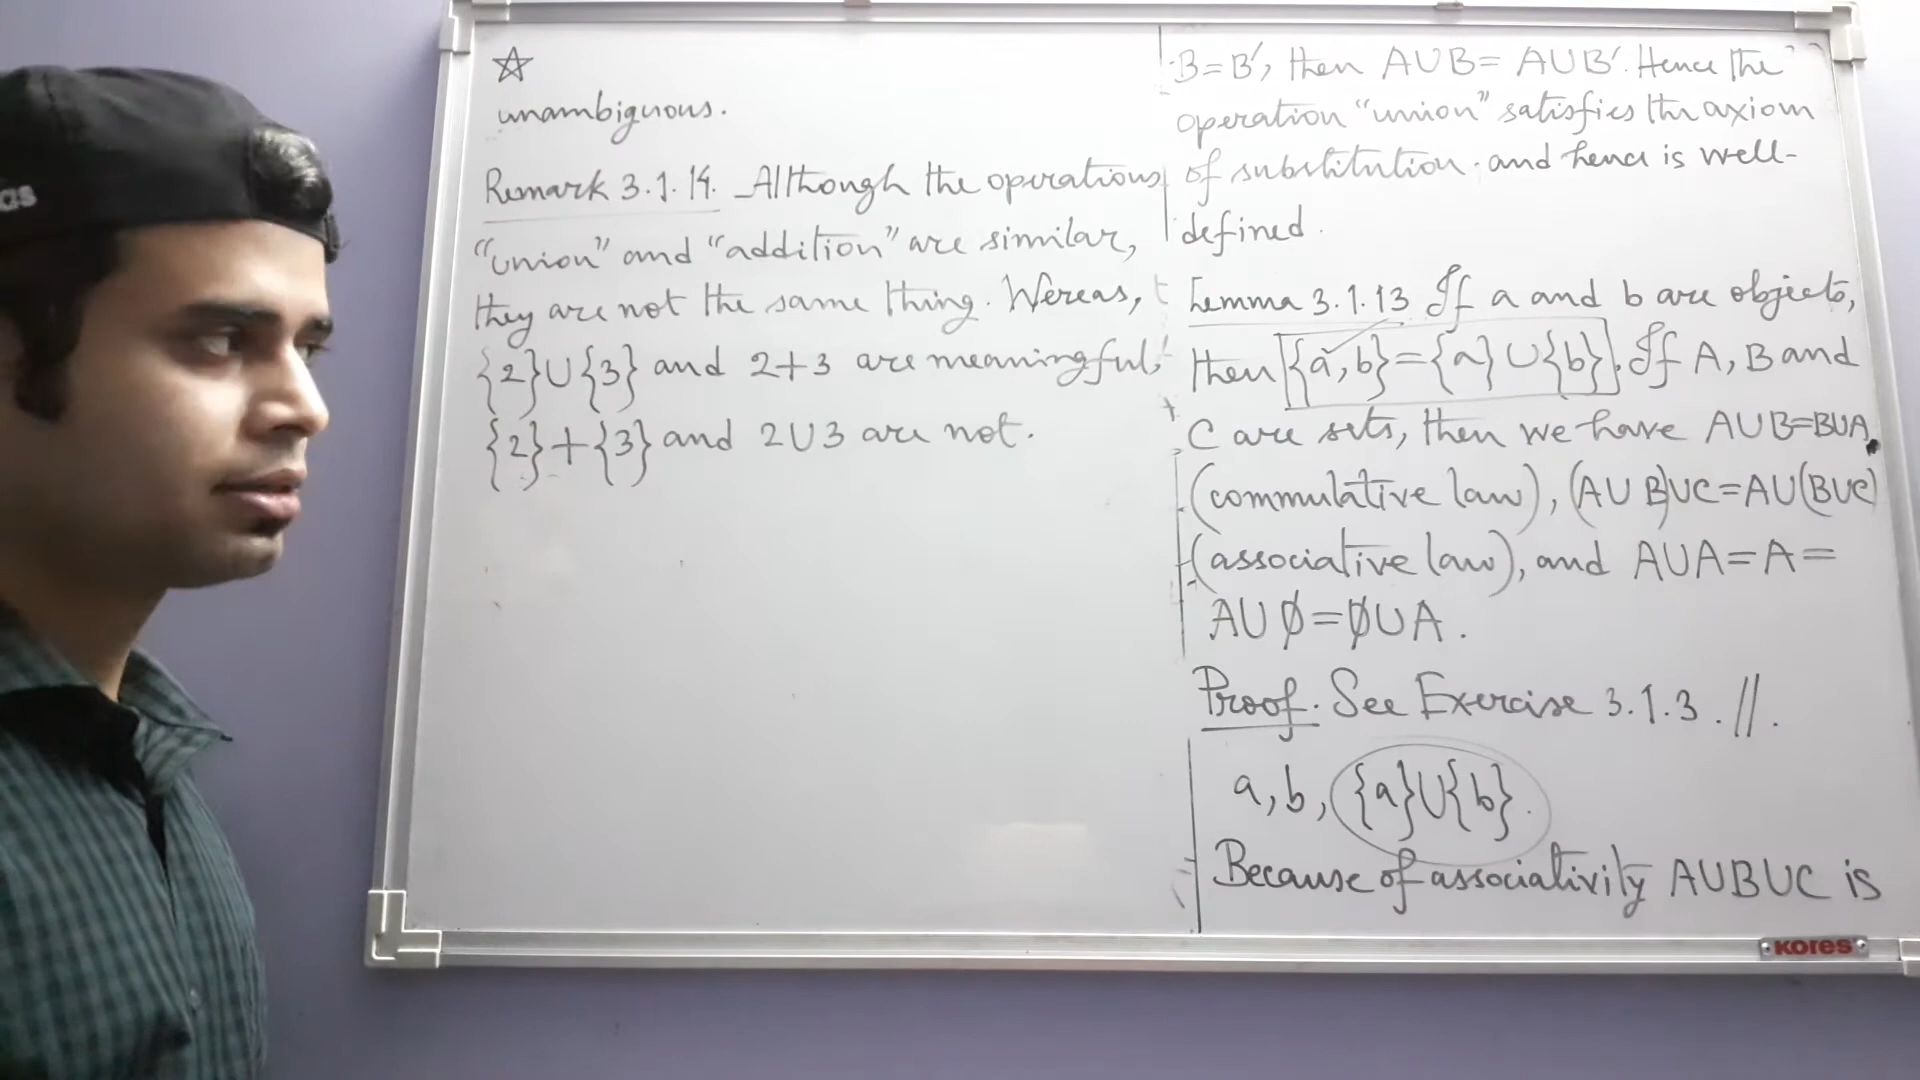 ☆
unambiguous.
Remark 3.1.14. Although the operations
"union" and "addition" are similar,
they are not the same thing. Wereas,
{2}∪{3} and 2+3 are meaningful,
{2}+{3} and 2∪3 are not.
B=B', then A∪B= A∪B'. Hence the
operation "union" satisfies the axiom
of substitution. and hence is well-
defined.
Lemma 3.1.13 If a and b are objects,
then {a,b}={a}∪{b}. If A, B and
C are sets, then we have A∪B=B∪A
(commulative law), (A∪B)∪C=A∪(B∪C)
(associative law), and A∪A=A=
A∪∅=∅∪A.
Proof. See Exercise 3.1.3. //.
a,b, {a}∪{b}.
Because of associativity A∪B∪C is
kores